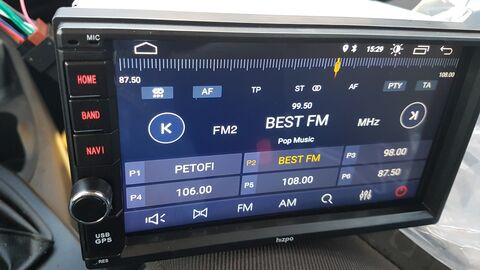 MIC
15:29
87.50
108.00
HOME
AF TP ST PTY TA
99.50
BAND
FM2 BEST FM MHz
Pop Music
NAVI
P1 PETOFI P2 BEST FM P3 98.00
P4 106.00 P5 108.00 P6 87.50
FM AM
USB
GPS
hizpo
RES